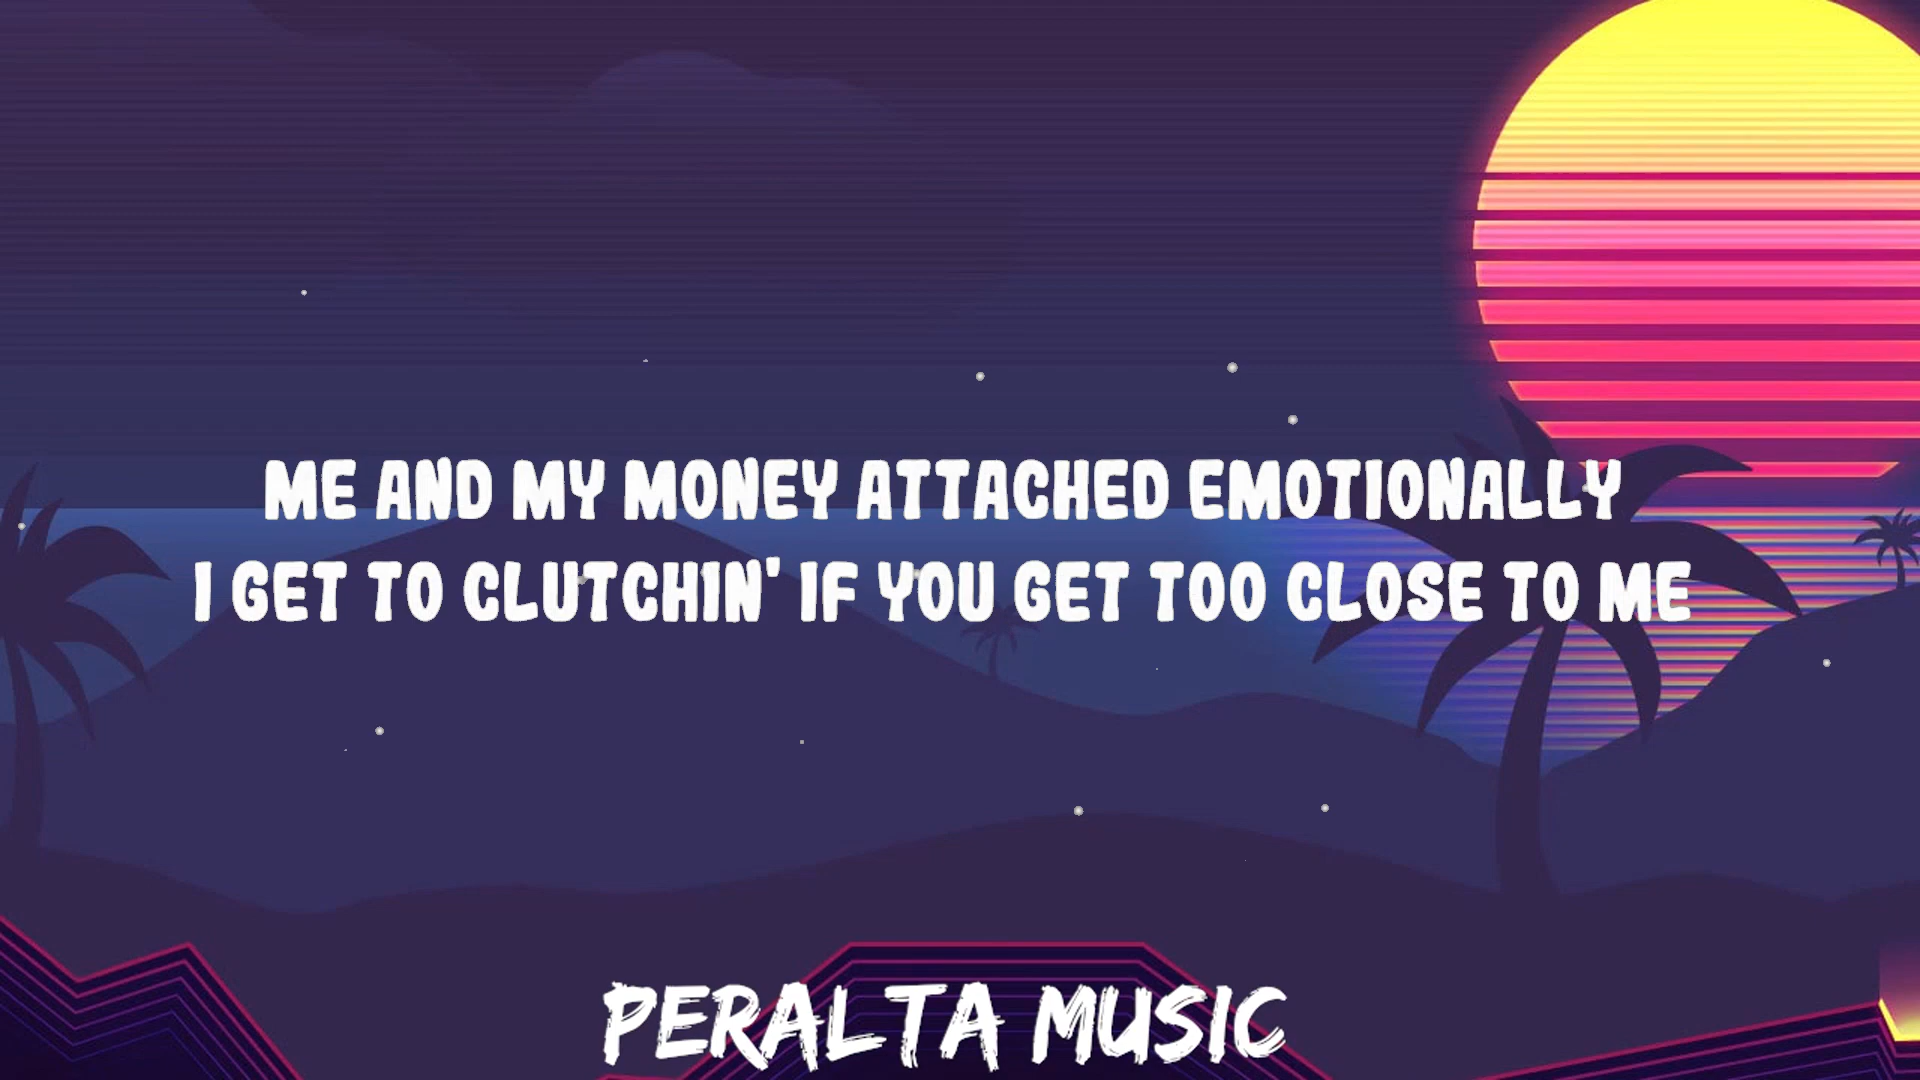 ME AND MY MONEY ATTACHED EMOTIONALLY
I GET TO CLUTCHIN' IF YOU GET TOO CLOSE TO ME
PERALTA MUSIC